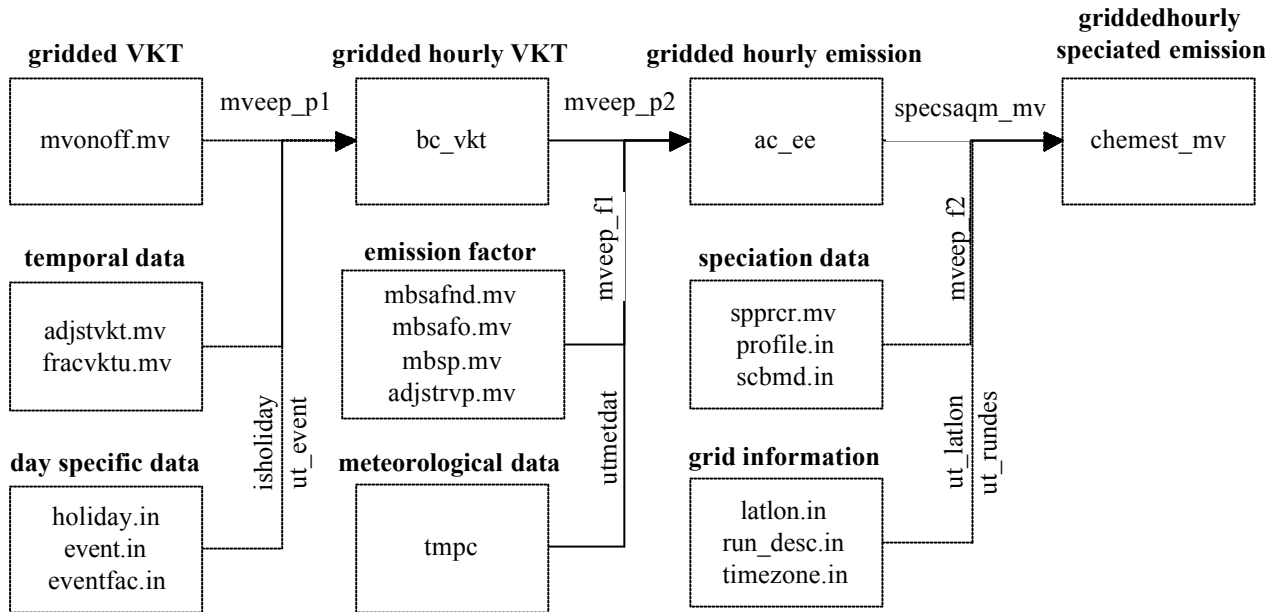 griddedhourly
speciated emission
gridded VKT
gridded hourly VKT
gridded hourly emission
mvonoff.mv
mveep_p1
bc_vkt
mveep_p2
ac_ee
specsaqm_mv
chemest_mv
temporal data
adjstvkt.mv
fracvktu.mv
emission factor
mbsafnd.mv
mbsafo.mv
mbsp.mv
adjstrvp.mv
mveep_f1
speciation data
spprcr.mv
profile.in
scbmd.in
mveep_f2
day specific data
holiday.in
event.in
eventfac.in
isholiday
ut_event
meteorological data
tmpc
utmetdat
grid information
latlon.in
run_desc.in
timezone.in
ut_latlon
ut_rundes